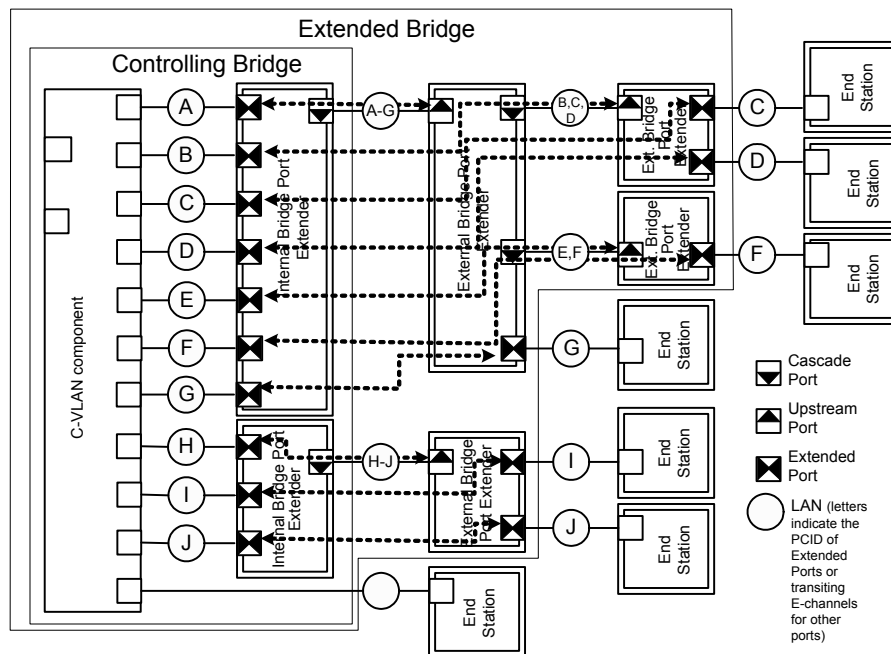 Extended Bridge
Controlling Bridge
C-VLAN component
A
B
C
D
E
F
G
H
I
J
Internal Bridge Port
Extender
Internal Bridge Port
Extender
A-G
H-J
External Bridge Port
Extender
External Bridge
Port Extender
B,C,
D
E,F
Ext. Bridge
Port
Extender
Ext. Bridge
Port
Extender
C
D
F
G
I
J
End
Station
End
Station
End
Station
End
Station
End
Station
End
Station
End
Station
Cascade
Port
Upstream
Port
Extended
Port
LAN (letters
indicate the
PCID of
Extended
Ports or
transiting
E-channels
for other
ports)